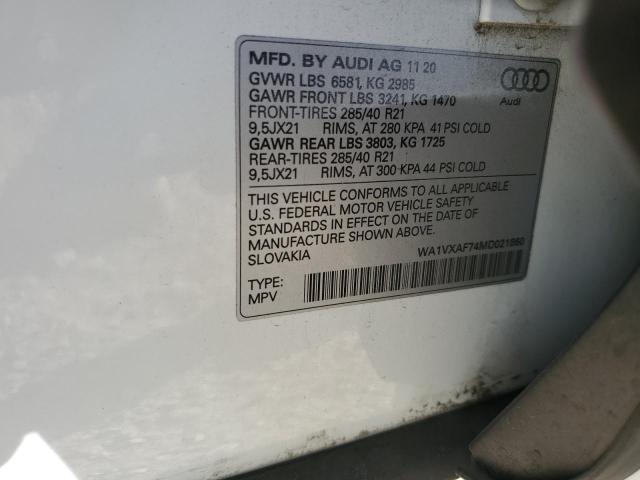 MFD. BY AUDI AG 11 20
GVWR LBS 6581, KG 2985
GAWR FRONT LBS 3241, KG 1470
FRONT-TIRES 285/40 R21
9,5JX21 RIMS, AT 280 KPA 41 PSI COLD
GAWR REAR LBS 3803, KG 1725
REAR-TIRES 285/40 R21
9,5JX21 RIMS, AT 300 KPA 44 PSI COLD
Audi
THIS VEHICLE CONFORMS TO ALL APPLICABLE
U.S. FEDERAL MOTOR VEHICLE SAFETY
STANDARDS IN EFFECT ON THE DATE OF
MANUFACTURE SHOWN ABOVE.
SLOVAKIA
WA1VXAF74MD021860
TYPE:
MPV